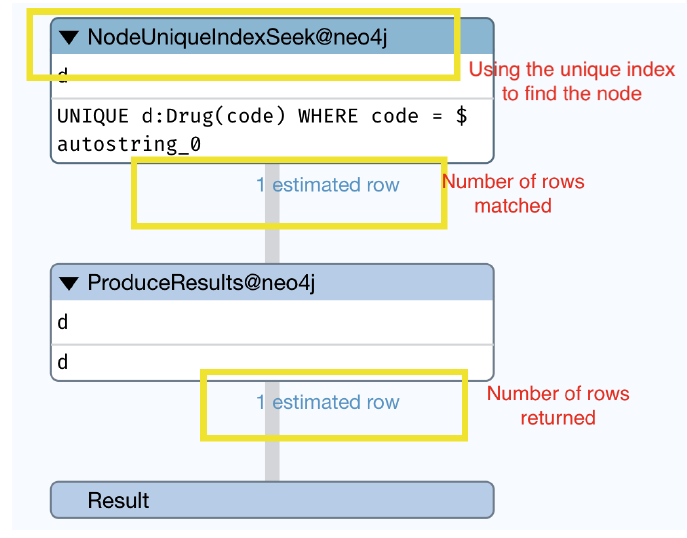 ▼ NodeUniqueIndexSeek@neo4j
d
Using the unique index
to find the node
UNIQUE d:Drug(code) WHERE code = $
autostring_0
1 estimated row
Number of rows
matched
▼ ProduceResults@neo4j
d
d
1 estimated row
Number of rows
returned
Result